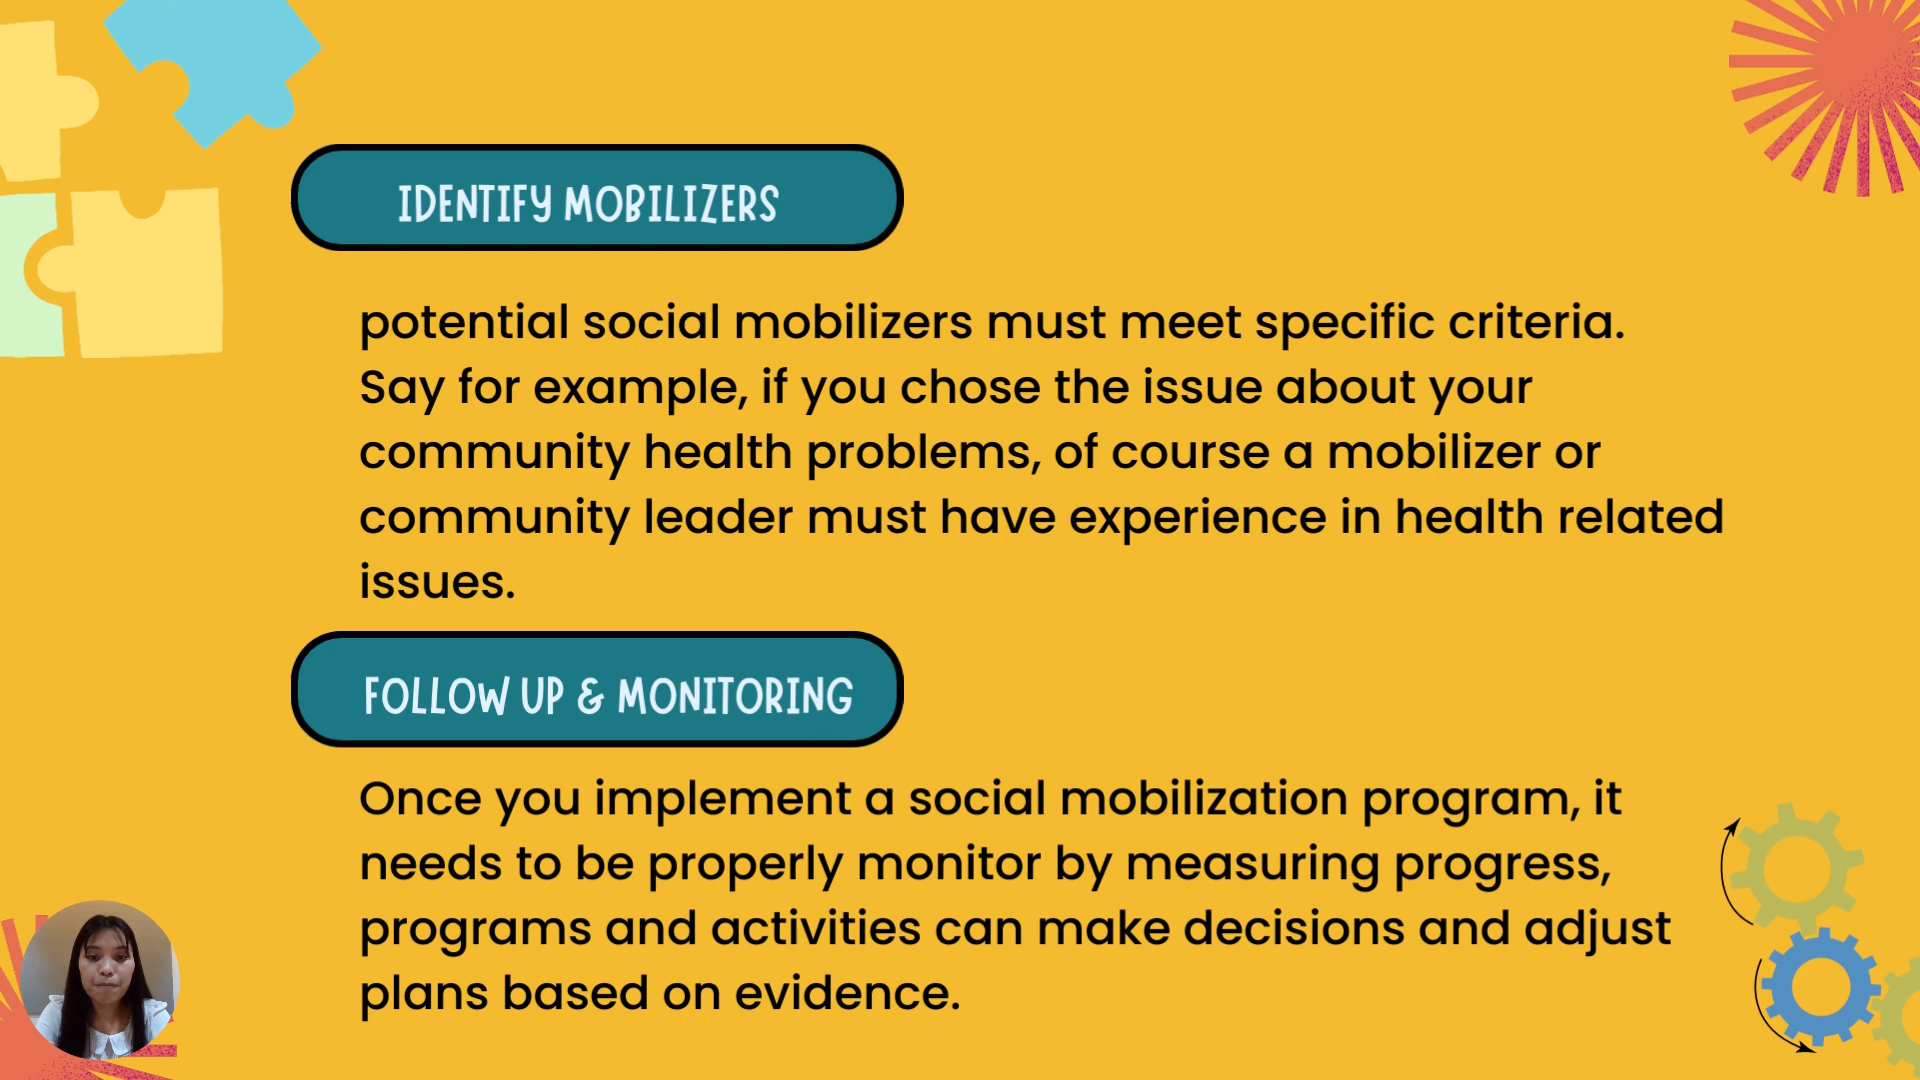 IDENTIFY MOBILIZERS
potential social mobilizers must meet specific criteria.
Say for example, if you chose the issue about your
community health problems, of course a mobilizer or
community leader must have experience in health related
issues.
FOLLOW UP & MONITORING
Once you implement a social mobilization program, it
needs to be properly monitor by measuring progress,
programs and activities can make decisions and adjust
plans based on evidence.